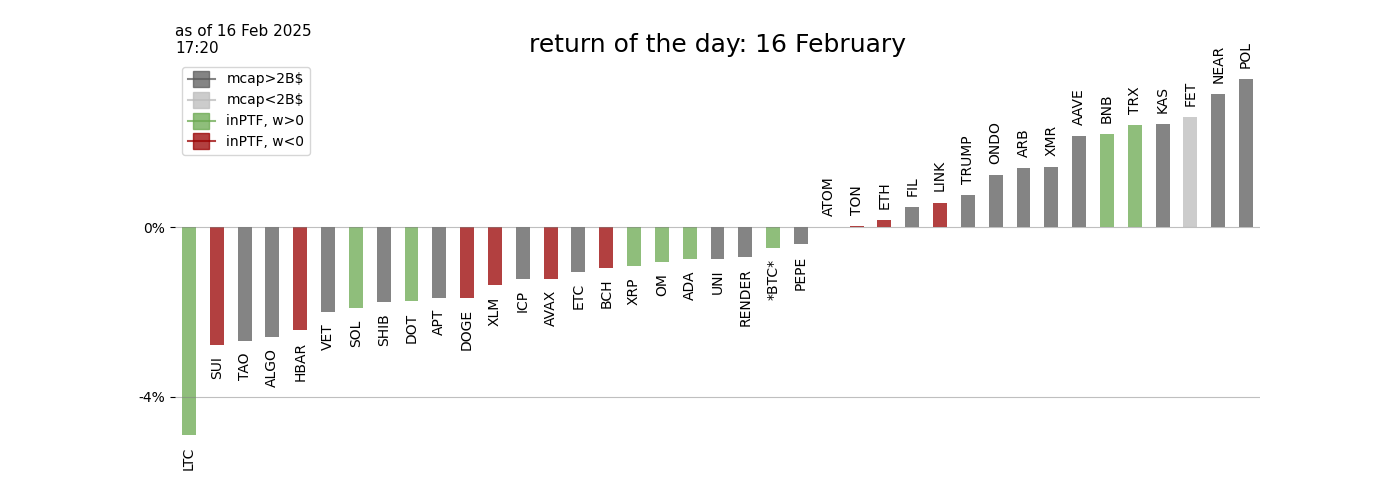 as of 16 Feb 2025
17:20
return of the day: 16 February
mcap>2B$
mcap<2B$
inPTF, w>0
inPTF, w<0
0%
-4%
LTC
SUI
TAO
ALGO
HBAR
VET
SOL
SHIB
DOT
APT
DOGE
XLM
ICP
AVAX
ETC
BCH
XRP
OM
ADA
UNI
RENDER
*BTC*
PEPE
ATOM
TON
ETH
FIL
LINK
TRUMP
ONDO
ARB
XMR
AAVE
BNB
TRX
KAS
FET
NEAR
POL